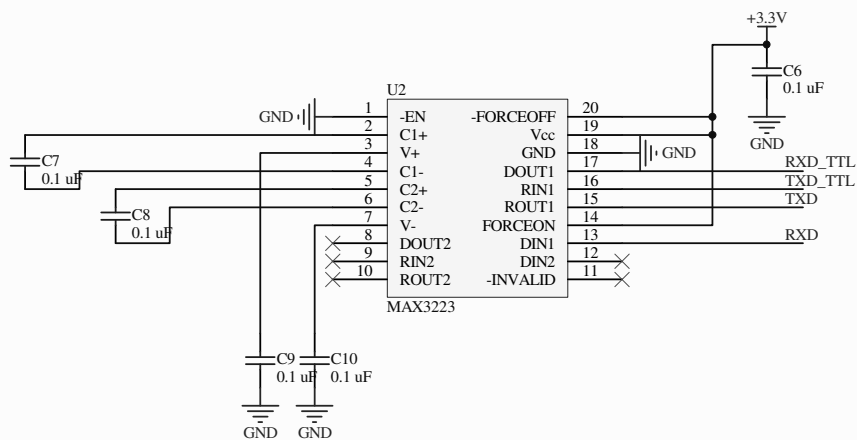 +3.3V
C6
0.1 uF
GND
U2
GND 1 -EN -FORCEOFF 20
2 C1+ Vcc 19
3 V+ GND 18 GND
4 C1- DOUT1 17 RXD_TTL
5 C2+ RIN1 16 TXD_TTL
6 C2- ROUT1 15 TXD
7 V- FORCEON 14
8 DOUT2 DIN1 13 RXD
9 RIN2 DIN2 12
10 ROUT2 -INVALID 11
MAX3223
C7
0.1 uF
C8
0.1 uF
C9
0.1 uF
C10
0.1 uF
GND
GND